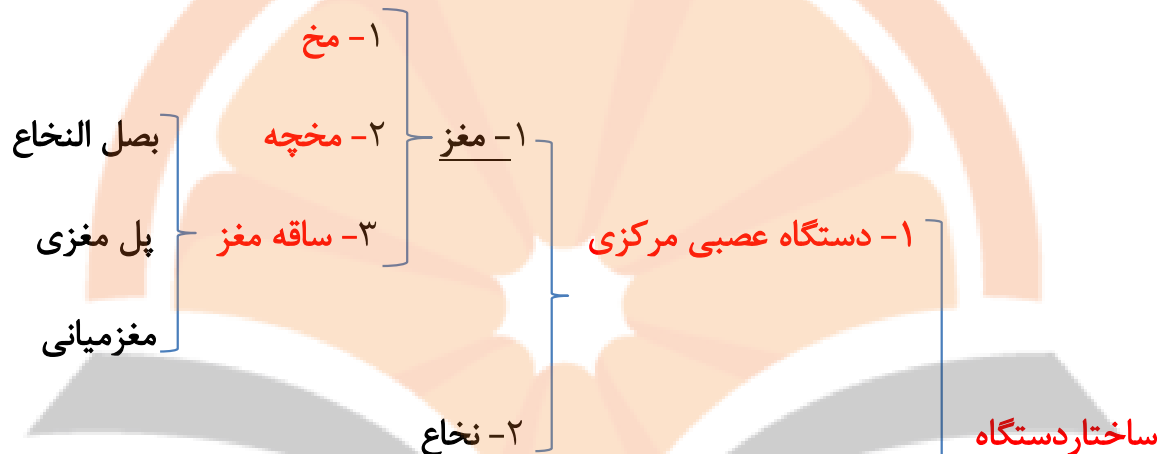 ۱- مخ
۱- مغز
۲- مخچه
بصل النخاع
۱- دستگاه عصبی مرکزی
۳- ساقه مغز
پل مغزی
مغزمیانی
ساختاردستگاه
۲- نخاع